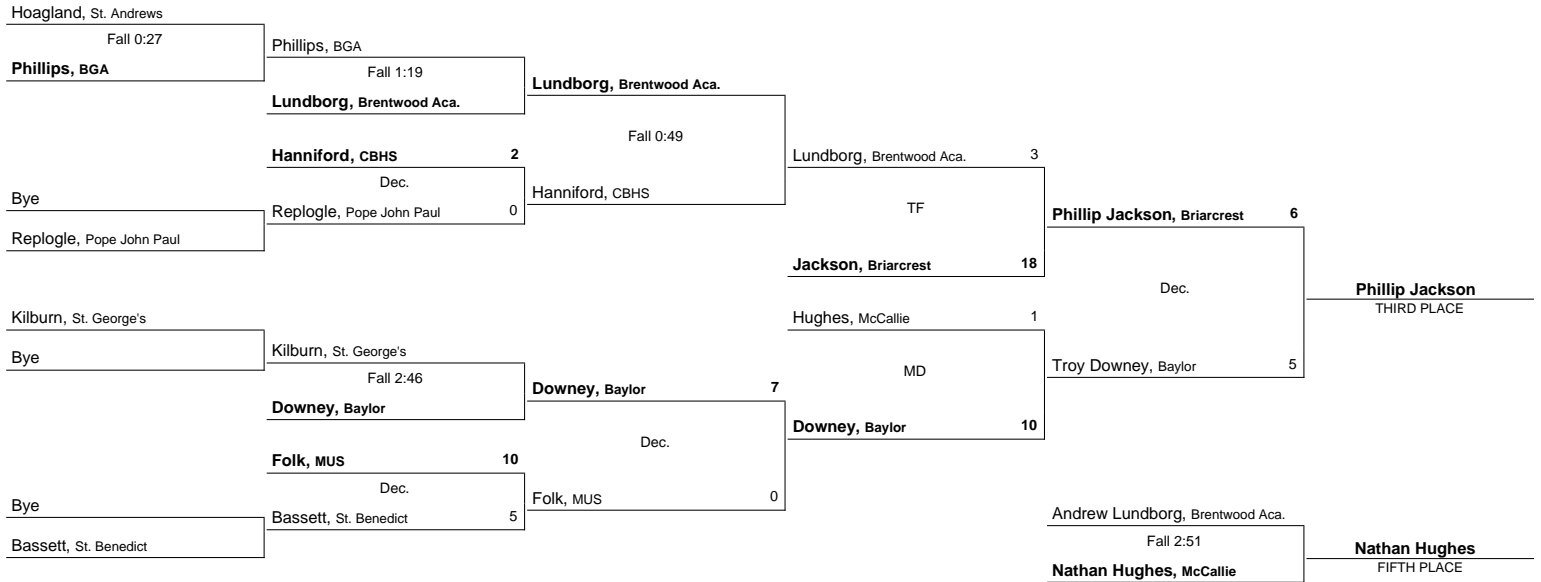 Hoagland, St. Andrews
Fall 0:27
Phillips, BGA
Phillips, BGA
Fall 1:19
Lundborg, Brentwood Aca.
Lundborg, Brentwood Aca.
Fall 0:49
Hanniford, CBHS 2
Dec.
Replogle, Pope John Paul 0
Hanniford, CBHS
Bye
Replogle, Pope John Paul
Lundborg, Brentwood Aca. 3
TF
Jackson, Briarcrest 18
Phillip Jackson, Briarcrest 6
Dec.
Phillip Jackson
THIRD PLACE
Kilburn, St. George's
Bye
Kilburn, St. George's
Fall 2:46
Downey, Baylor
Downey, Baylor 7
Dec.
Folk, MUS 10
Dec.
Bassett, St. Benedict 5
Folk, MUS 0
Bye
Bassett, St. Benedict
Hughes, McCallie 1
MD
Downey, Baylor 10
Troy Downey, Baylor 5
Andrew Lundborg, Brentwood Aca.
Fall 2:51
Nathan Hughes, McCallie
Nathan Hughes
FIFTH PLACE